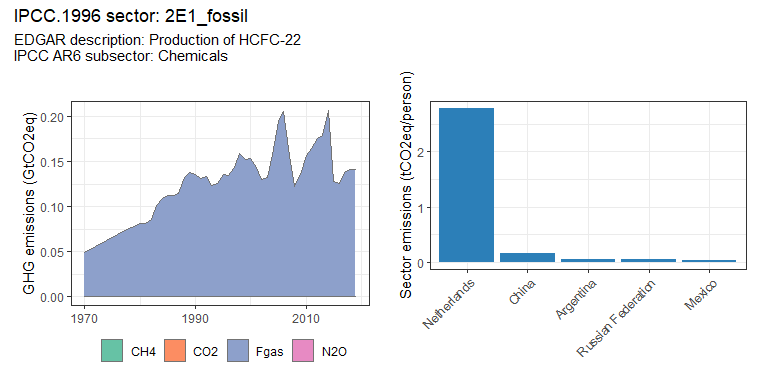 IPCC.1996 sector: 2E1_fossil
EDGAR description: Production of HCFC-22
IPCC AR6 subsector: Chemicals
GHG emissions (GtCO2eq)
0.20
0.15
0.10
0.05
0.00
1970
1990
2010
CH4
CO2
Fgas
N2O
Sector emissions (tCO2eq/person)
2
1
0
Netherlands
China
Argentina
Russian Federation
Mexico